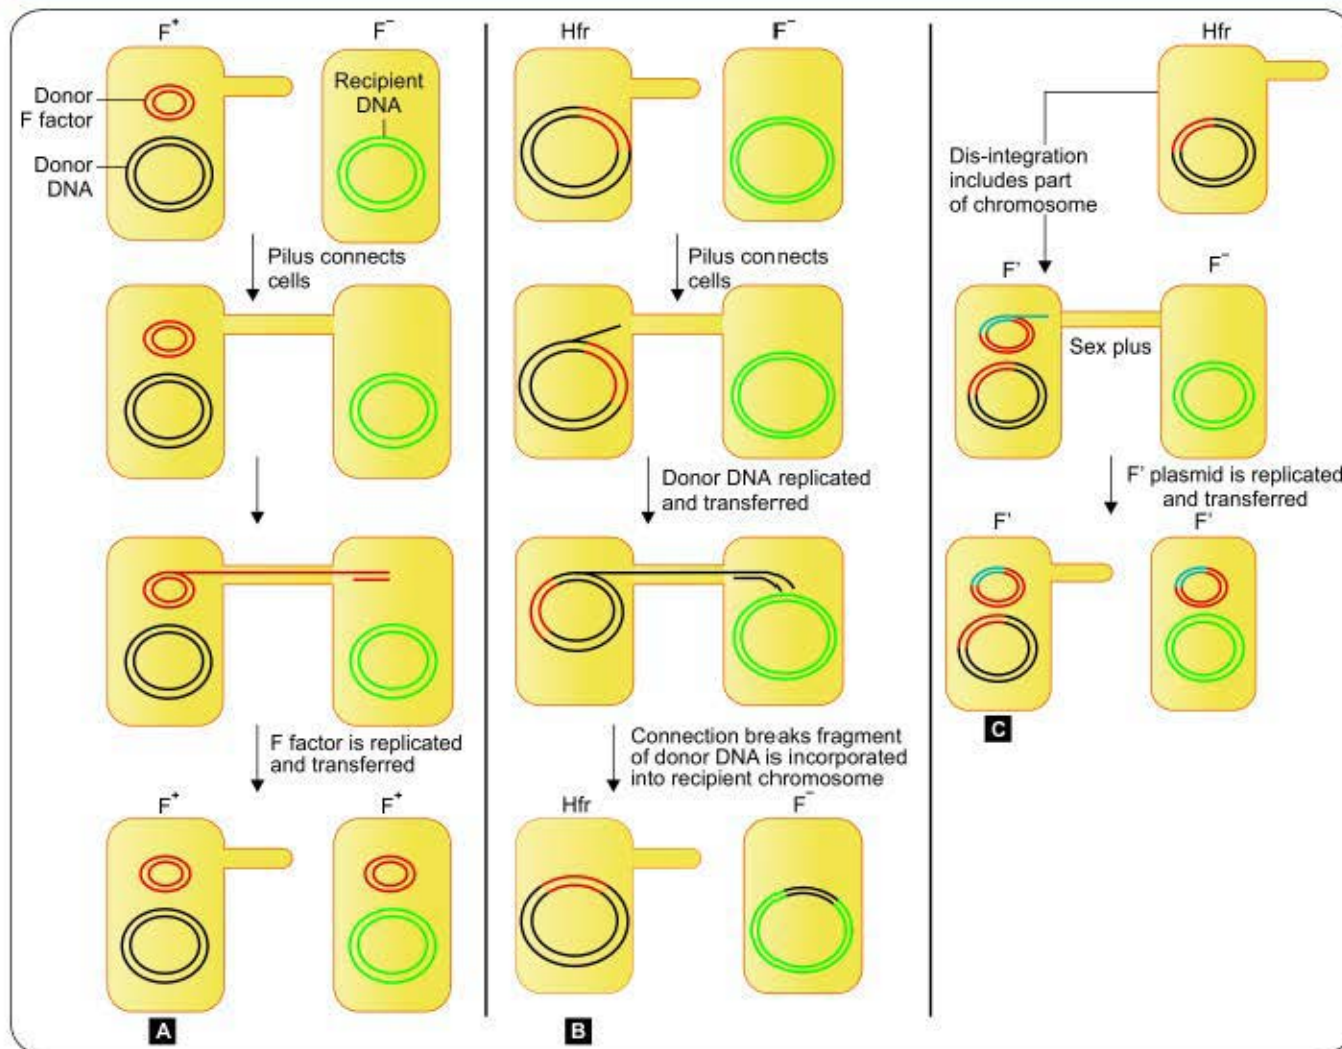 F⁺
F⁻
Donor
F factor
Recipient
DNA
Donor
DNA
Pilus connects
cells
F factor is replicated
and transferred
F⁺
F⁺
A
Hfr
F⁻
Pilus connects
cells
Donor DNA replicated
and transferred
Connection breaks fragment
of donor DNA is incorporated
into recipient chromosome
Hfr
F⁻
B
Hfr
Dis-integration
includes part
of chromosome
F'
F⁻
Sex plus
F' plasmid is replicated
and transferred
F'
F'
C